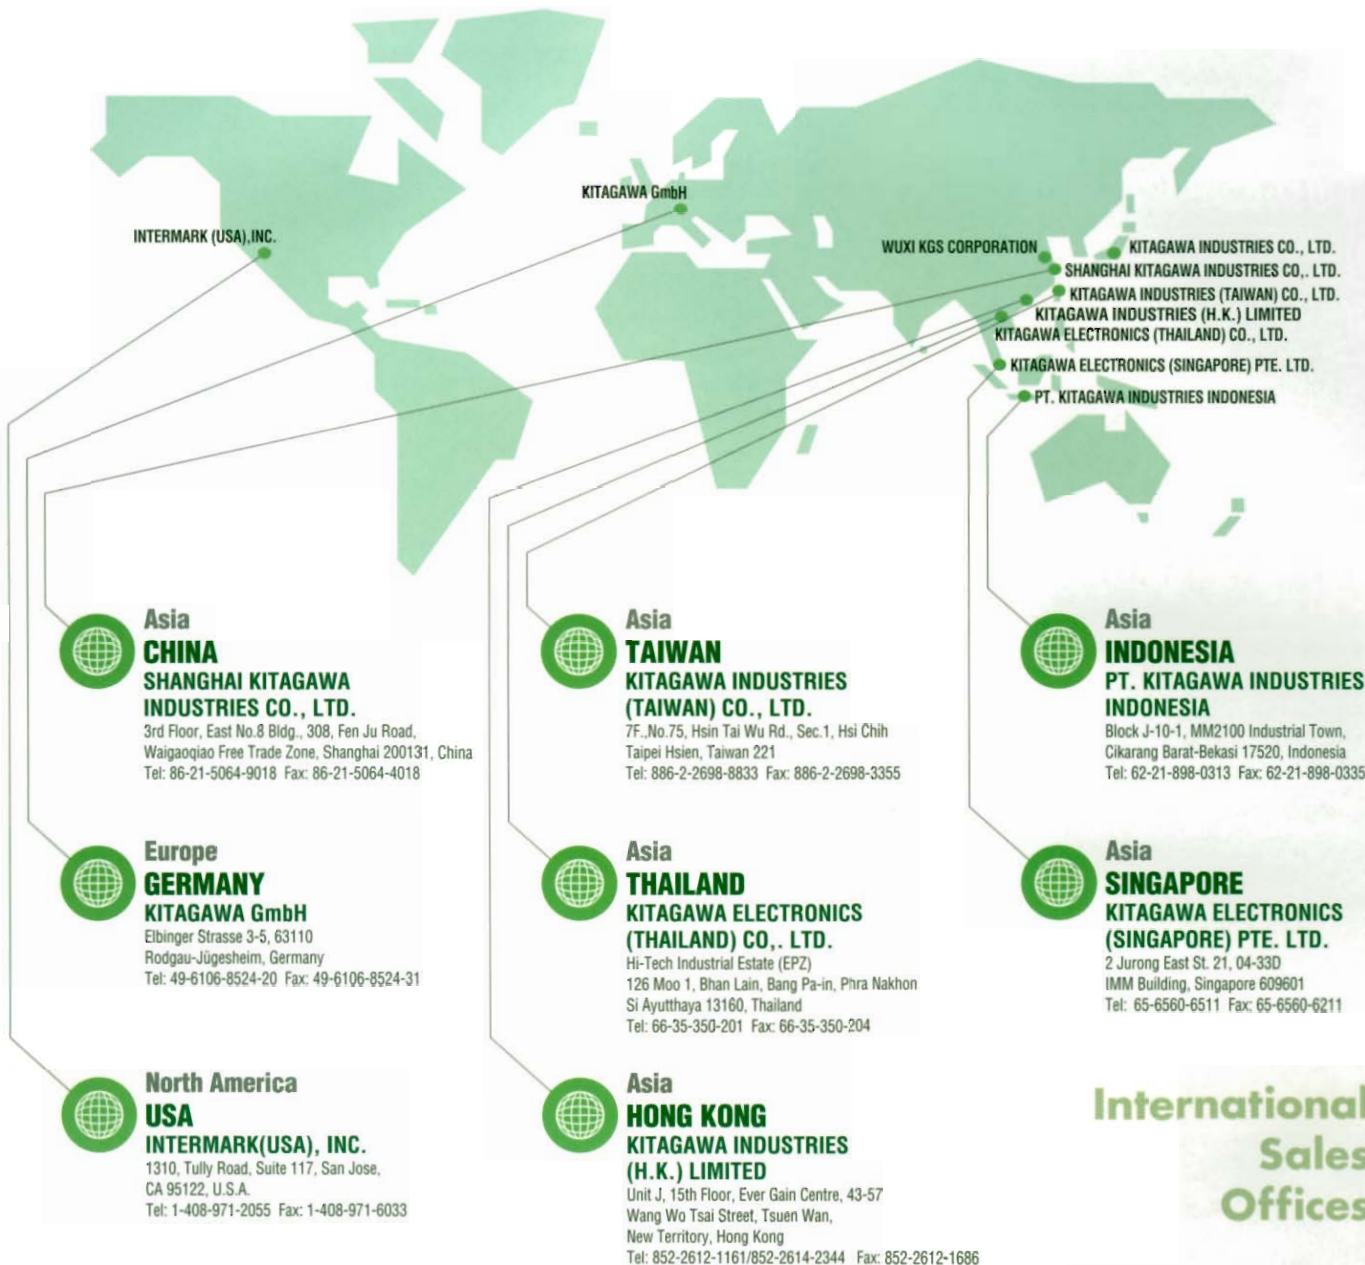 KITAGAWA GmbH
INTERMARK (USA),INC.
WUXI KGS CORPORATION
KITAGAWA INDUSTRIES CO., LTD.
SHANGHAI KITAGAWA INDUSTRIES CO,. LTD.
KITAGAWA INDUSTRIES (TAIWAN) CO., LTD.
KITAGAWA INDUSTRIES (H.K.) LIMITED
KITAGAWA ELECTRONICS (THAILAND) CO., LTD.
KITAGAWA ELECTRONICS (SINGAPORE) PTE. LTD.
PT. KITAGAWA INDUSTRIES INDONESIA
Asia
CHINA
SHANGHAI KITAGAWA
INDUSTRIES CO., LTD.
3rd Floor, East No.8 Bldg., 308, Fen Ju Road,
Waigaoqiao Free Trade Zone, Shanghai 200131, China
Tel: 86-21-5064-9018 Fax: 86-21-5064-4018
Europe
GERMANY
KITAGAWA GmbH
Elbinger Strasse 3-5, 63110
Rodgau-Jügesheim, Germany
Tel: 49-6106-8524-20 Fax: 49-6106-8524-31
North America
USA
INTERMARK(USA), INC.
1310, Tully Road, Suite 117, San Jose,
CA 95122, U.S.A.
Tel: 1-408-971-2055 Fax: 1-408-971-6033
Asia
TAIWAN
KITAGAWA INDUSTRIES
(TAIWAN) CO., LTD.
7F.,No.75, Hsin Tai Wu Rd., Sec.1, Hsi Chih
Taipei Hsien, Taiwan 221
Tel: 886-2-2698-8833 Fax: 886-2-2698-3355
Asia
THAILAND
KITAGAWA ELECTRONICS
(THAILAND) CO,. LTD.
Hi-Tech Industrial Estate (EPZ)
126 Moo 1, Bhan Lain, Bang Pa-in, Phra Nakhon
Si Ayutthaya 13160, Thailand
Tel: 66-35-350-201 Fax: 66-35-350-204
Asia
HONG KONG
KITAGAWA INDUSTRIES
(H.K.) LIMITED
Unit J, 15th Floor, Ever Gain Centre, 43-57
Wang Wo Tsai Street, Tsuen Wan,
New Territory, Hong Kong
Tel: 852-2612-1161/852-2614-2344 Fax: 852-2612-1686
Asia
INDONESIA
PT. KITAGAWA INDUSTRIES
INDONESIA
Block J-10-1, MM2100 Industrial Town,
Cikarang Barat-Bekasi 17520, Indonesia
Tel: 62-21-898-0313 Fax: 62-21-898-0335
Asia
SINGAPORE
KITAGAWA ELECTRONICS
(SINGAPORE) PTE. LTD.
2 Jurong East St. 21, 04-33D
IMM Building, Singapore 609601
Tel: 65-6560-6511 Fax: 65-6560-6211
International
Sales
Offices